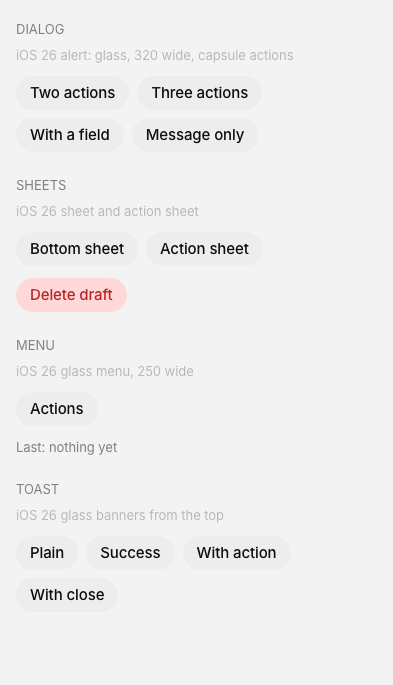 DIALOG
iOS 26 alert: glass, 320 wide, capsule actions
Two actions Three actions
With a field Message only
SHEETS
iOS 26 sheet and action sheet
Bottom sheet Action sheet
Delete draft
MENU
iOS 26 glass menu, 250 wide
Actions
Last: nothing yet
TOAST
iOS 26 glass banners from the top
Plain Success With action
With close